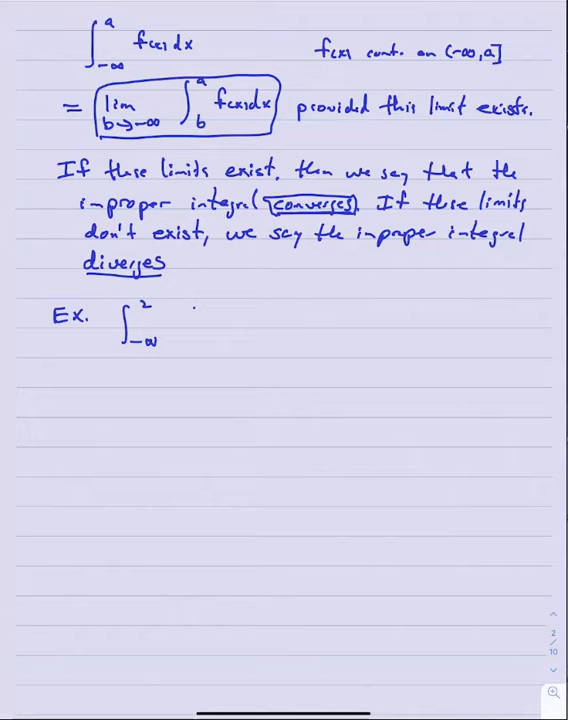 ∫_{-∞}^{a} f(x) dx f(x) cont. on (-∞, a]
= lim_{b→-∞} ∫_{b}^{a} f(x) dx provided this limit exists.
If these limits exist, then we say that the
improper integral converges. If these limits
don't exist, we say the improper integral
diverges
Ex. ∫_{-∞}^{2}
2
/
10